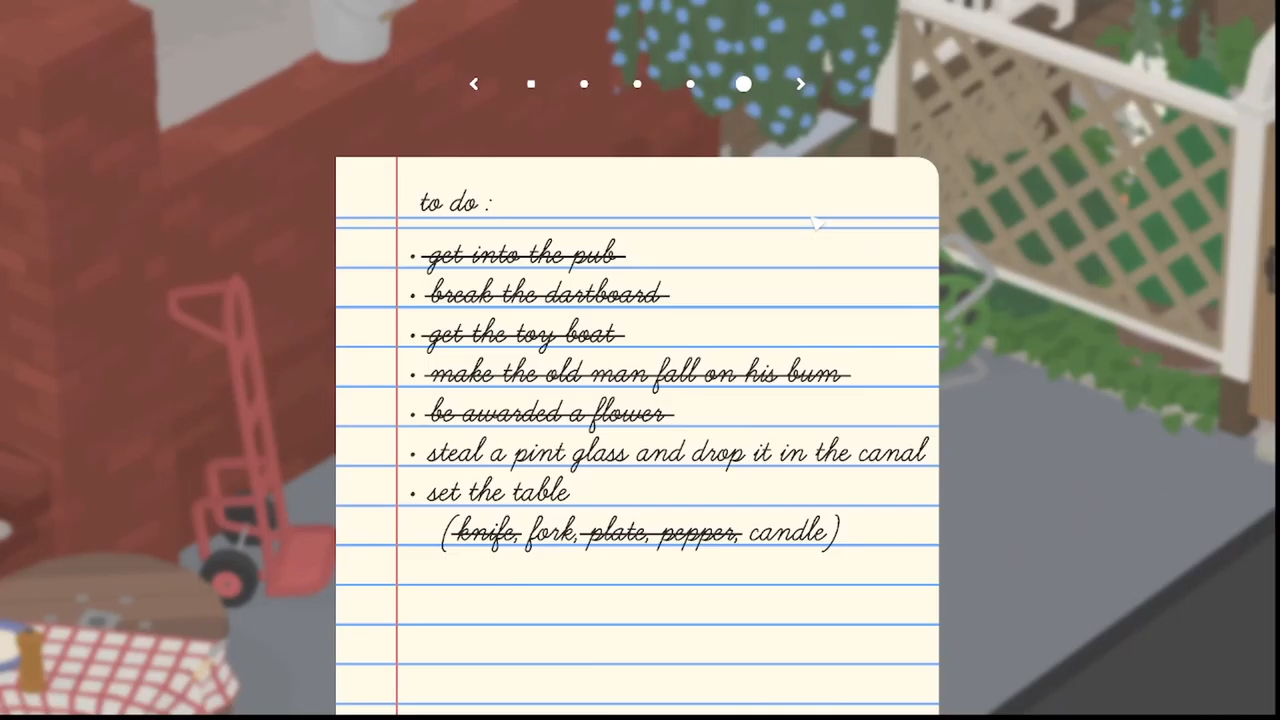 to do :
• get into the pub
• break the dartboard
• get the toy boat
• make the old man fall on his bum
• be awarded a flower
• steal a pint glass and drop it in the canal
• set the table
(knife, fork, plate, pepper, candle)